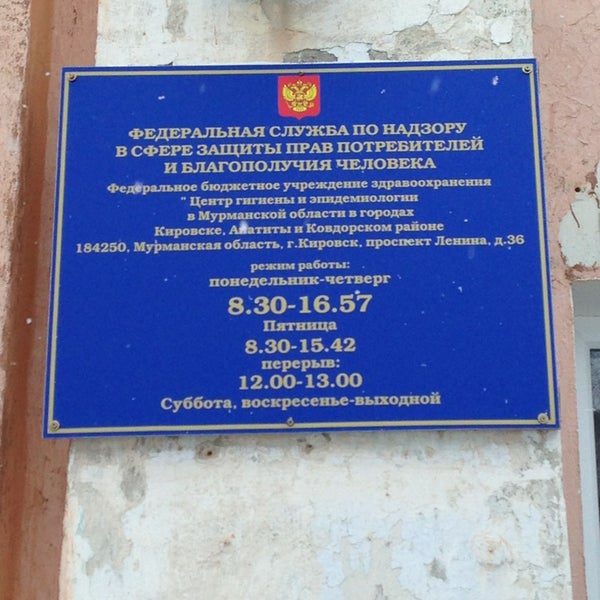 ФЕДЕРАЛЬНАЯ СЛУЖБА ПО НАДЗОРУ
В СФЕРЕ ЗАЩИТЫ ПРАВ ПОТРЕБИТЕЛЕЙ
И БЛАГОПОЛУЧИЯ ЧЕЛОВЕКА
Федеральное бюджетное учреждение здравоохранения
" Центр гигиены и эпидемиологии
в Мурманской области в городах
Кировске, Апатиты и Ковдорском районе
184250, Мурманская область, г.Кировск, проспект Ленина, д.36
режим работы:
понедельник-четверг
8.30-16.57
Пятница
8.30-15.42
перерыв:
12.00-13.00
Суббота, воскресенье-выходной